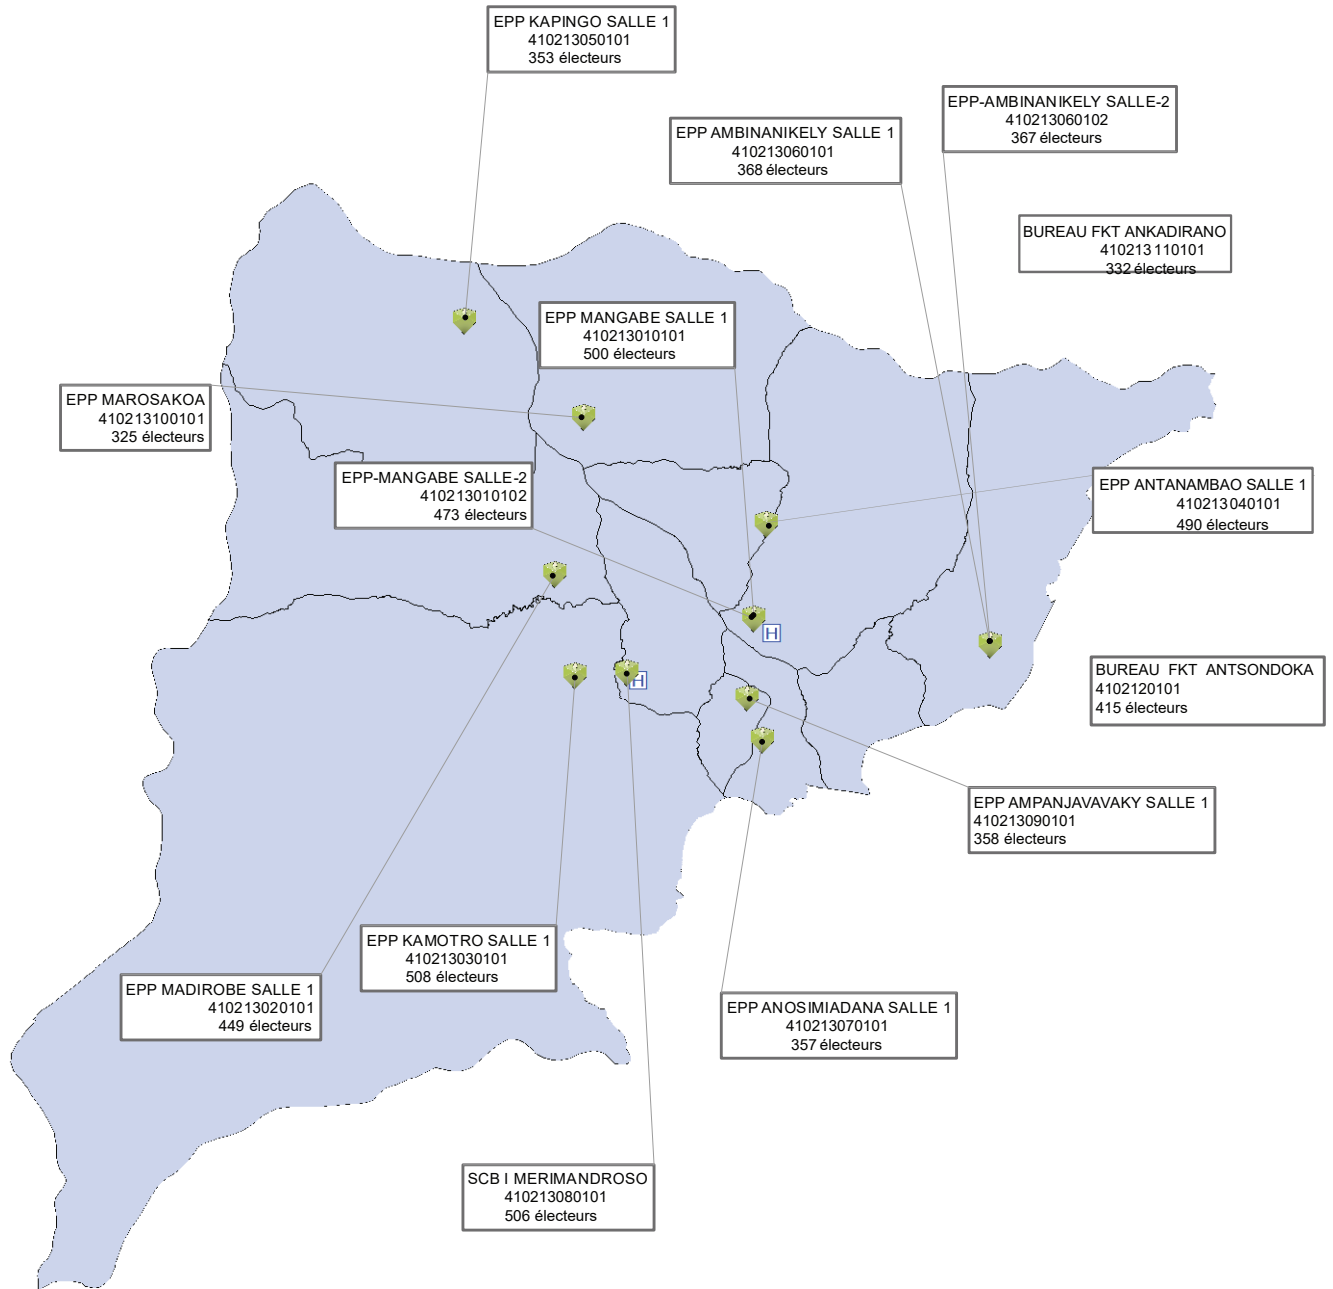 EPP KAPINGO SALLE 1
410213050101
353 électeurs
EPP-AMBINANIKELY SALLE-2
410213060102
367 électeurs
EPP AMBINANIKELY SALLE 1
410213060101
368 électeurs
BUREAU FKT ANKADIRANO
410213110101
332 électeurs
EPP MANGABE SALLE 1
410213010101
500 électeurs
EPP MAROSAKOA
410213100101
325 électeurs
EPP-MANGABE SALLE-2
410213010102
473 électeurs
EPP ANTANAMBAO SALLE 1
410213040101
490 électeurs
H
H
BUREAU FKT ANTSONDOKA
4102120101
415 électeurs
EPP AMPANJAVAVAKY SALLE 1
410213090101
358 électeurs
EPP KAMOTRO SALLE 1
410213030101
508 électeurs
EPP MADIROBE SALLE 1
410213020101
449 électeurs
EPP ANOSIMIADANA SALLE 1
410213070101
357 électeurs
SCB I MERIMANDROSO
410213080101
506 électeurs